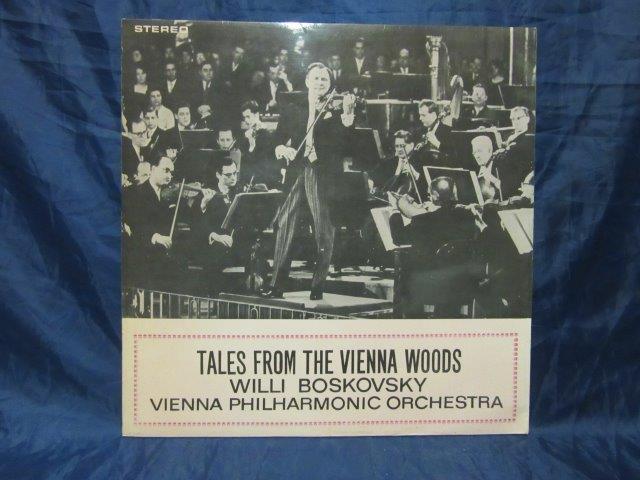 STEREO
TALES FROM THE VIENNA WOODS
WILLI BOSKOVSKY
VIENNA PHILHARMONIC ORCHESTRA